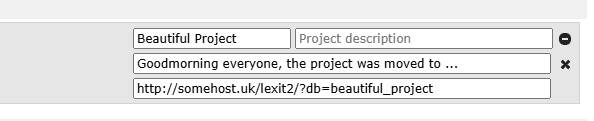 Beautiful Project Project description
Goodmorning everyone, the project was moved to ...
http://somehost.uk/lexit2/?db=beautiful_project